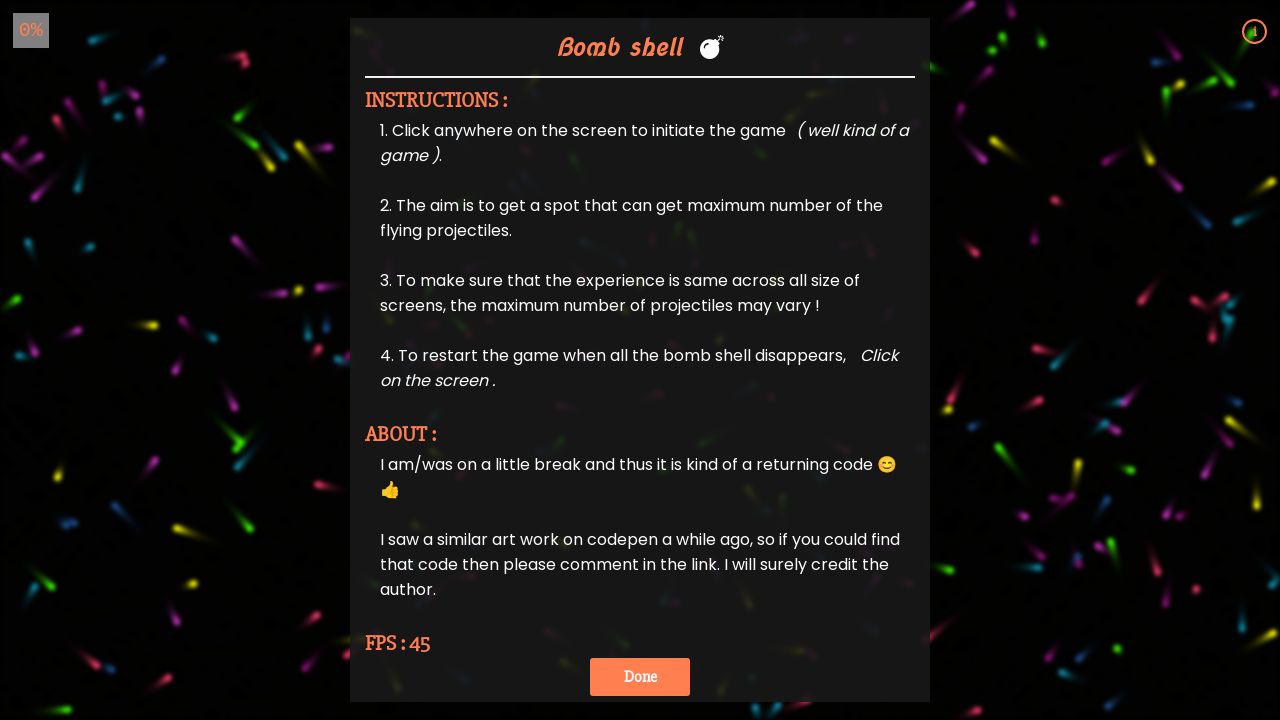 0%
Bomb shell 💣
i
INSTRUCTIONS :
1. Click anywhere on the screen to initiate the game ( well kind of a
game ).
2. The aim is to get a spot that can get maximum number of the
flying projectiles.
3. To make sure that the experience is same across all size of
screens, the maximum number of projectiles may vary !
4. To restart the game when all the bomb shell disappears, Click
on the screen .
ABOUT :
I am/was on a little break and thus it is kind of a returning code 😊
👍
I saw a similar art work on codepen a while ago, so if you could find
that code then please comment in the link. I will surely credit the
author.
FPS : 45
Done